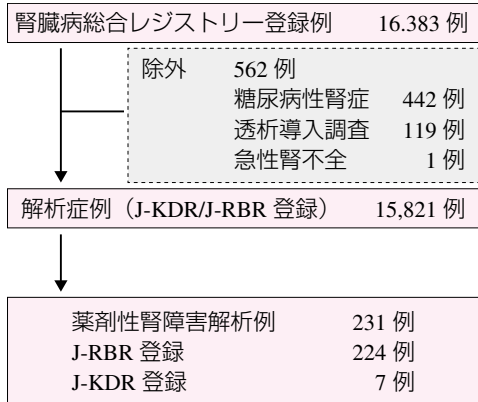 腎臓病総合レジストリー登録例 16.383 例
除外 562 例
糖尿病性腎症 442 例
透析導入調査 119 例
急性腎不全 1 例
解析症例（J-KDR/J-RBR 登録） 15,821 例
薬剤性腎障害解析例 231 例
J-RBR 登録 224 例
J-KDR 登録 7 例